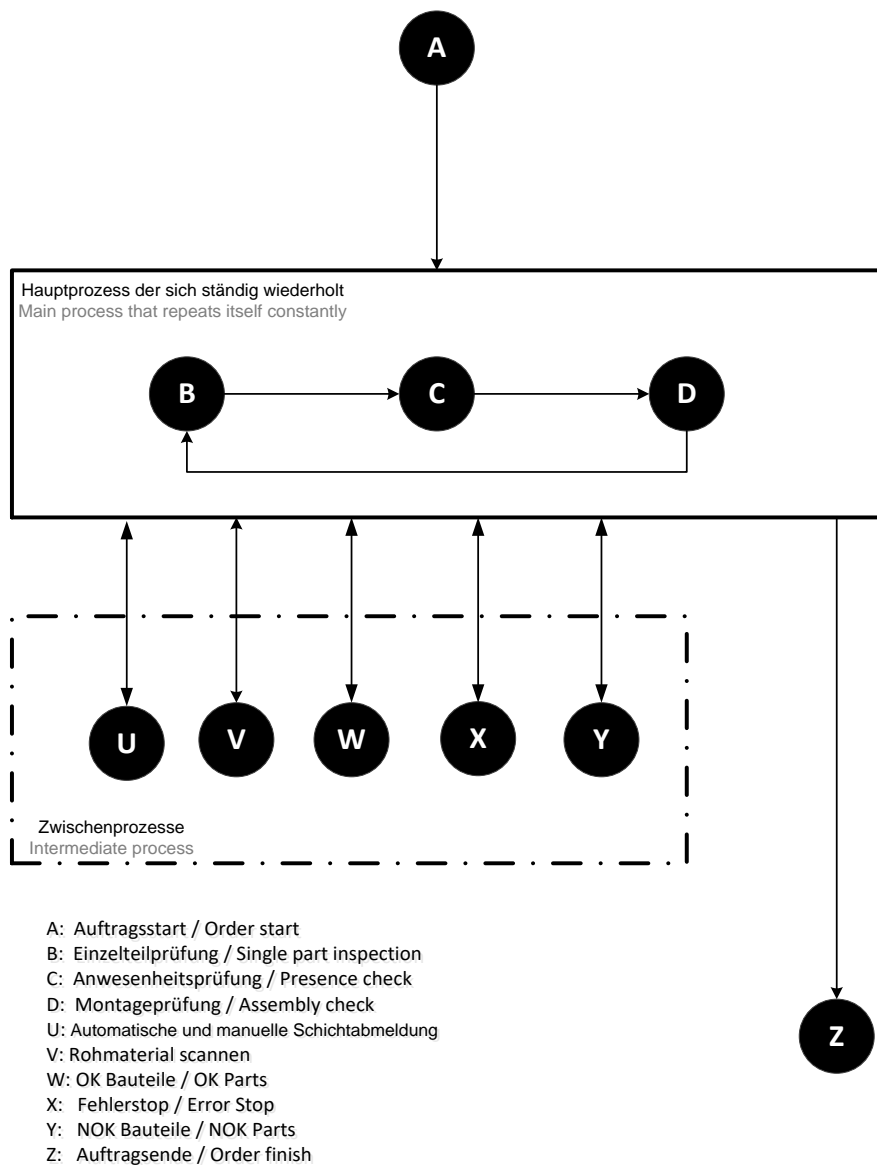 A
Hauptprozess der sich ständig wiederholt
Main process that repeats itself constantly
B C D
U V W X Y
Zwischenprozesse
Intermediate process
A: Auftragsstart / Order start
B: Einzelteilprüfung / Single part inspection
C: Anwesenheitsprüfung / Presence check
D: Montageprüfung / Assembly check
U: Automatische und manuelle Schichtabmeldung
V: Rohmaterial scannen
W: OK Bauteile / OK Parts
X: Fehlerstop / Error Stop
Y: NOK Bauteile / NOK Parts
Z: Auftragsende / Order finish
Z